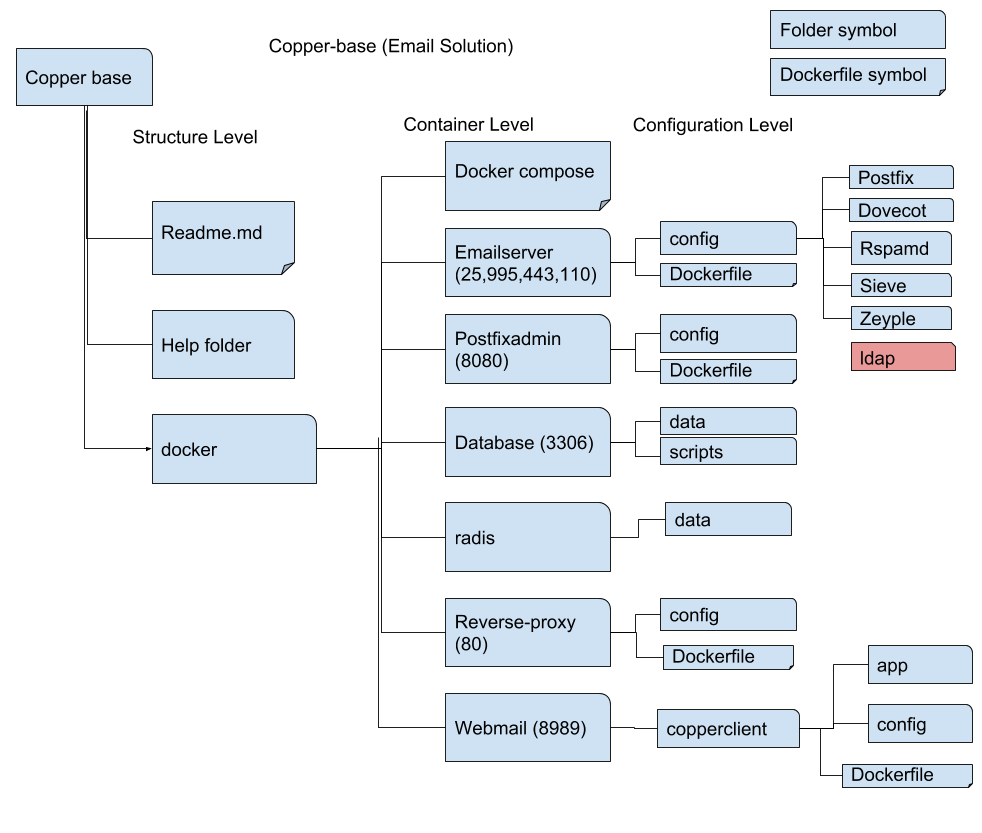 Copper-base (Email Solution)
Folder symbol
Dockerfile symbol
Copper base
Structure Level
Container Level
Configuration Level
Readme.md
Help folder
docker
Docker compose
Emailserver
(25,995,443,110)
config
Dockerfile
Postfix
Dovecot
Rspamd
Sieve
Zeyple
ldap
Postfixadmin
(8080)
config
Dockerfile
Database (3306)
data
scripts
radis
data
Reverse-proxy
(80)
config
Dockerfile
Webmail (8989)
copperclient
app
config
Dockerfile